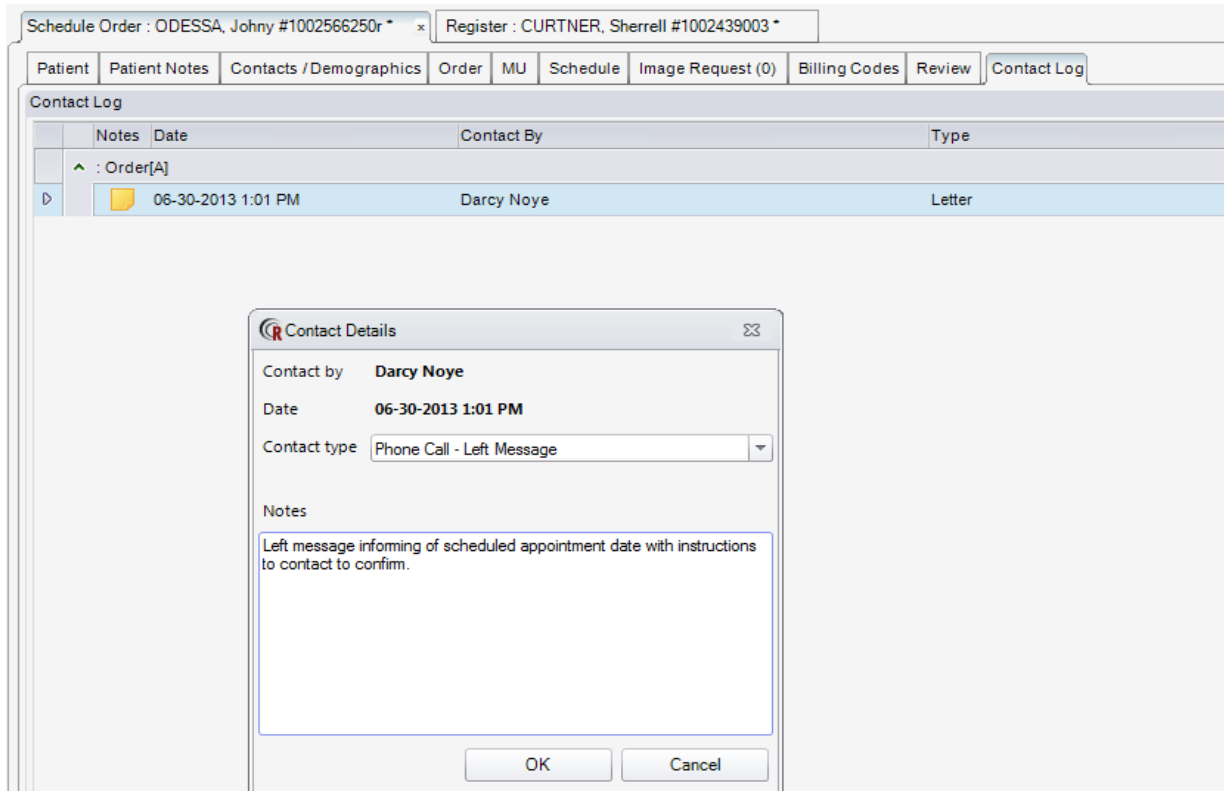 Schedule Order : ODESSA, Johny #1002566250r * x Register : CURTNER, Sherrell #1002439003 *
Patient Patient Notes Contacts / Demographics Order MU Schedule Image Request (0) Billing Codes Review Contact Log
Contact Log
Notes Date Contact By Type
: Order[A]
06-30-2013 1:01 PM Darcy Noye Letter
R Contact Details
Contact by Darcy Noye
Date 06-30-2013 1:01 PM
Contact type Phone Call - Left Message
Notes
Left message informing of scheduled appointment date with instructions
to contact to confirm.
OK Cancel